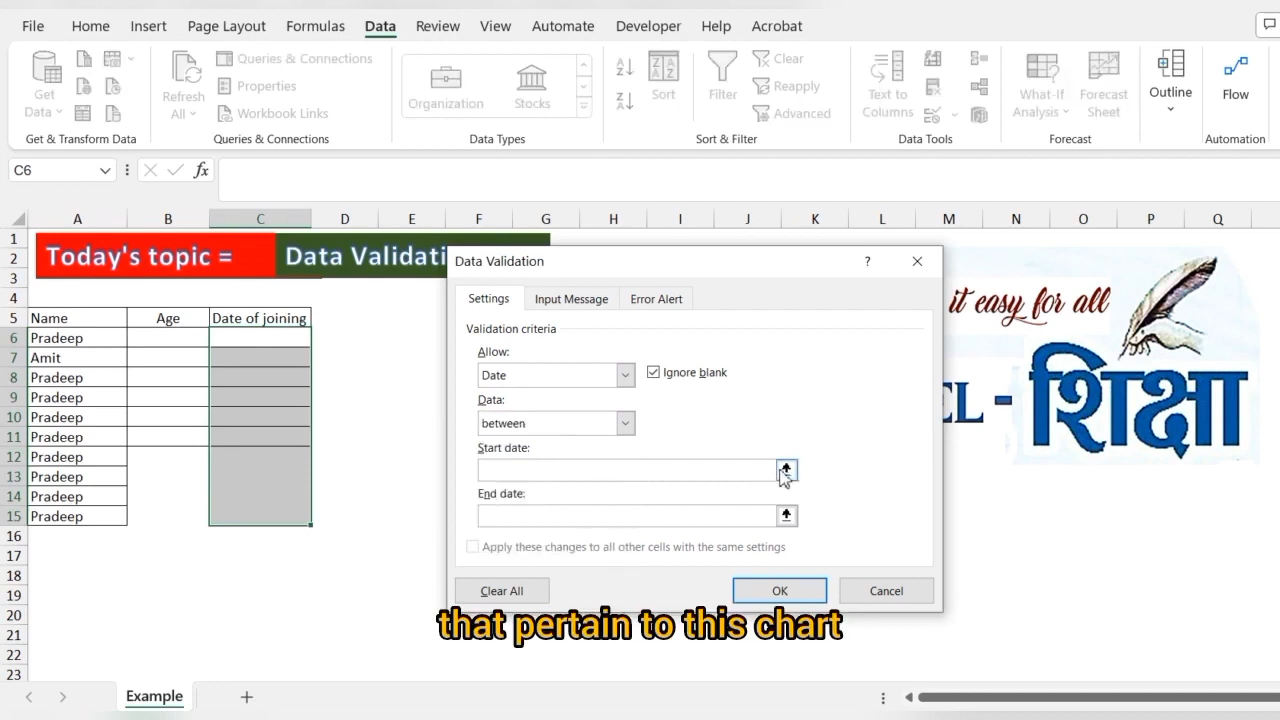 File Home Insert Page Layout Formulas Data Review View Automate Developer Help Acrobat
Get Data
Refresh All
Queries & Connections
Properties
Workbook Links
Organization
Stocks
Sort
Filter
Clear
Reapply
Advanced
Text to Columns
What-If Analysis
Forecast Sheet
Outline
Flow
Get & Transform Data Queries & Connections Data Types Sort & Filter Data Tools Forecast Automation
C6 fx
A B C D E F G H I J K L M N O P Q
1
2 Today's topic = Data Validati
3
4
5 Name Age Date of joining
6 Pradeep
7 Amit
8 Pradeep
9 Pradeep
10 Pradeep
11 Pradeep
12 Pradeep
13 Pradeep
14 Pradeep
15 Pradeep
16
17
18
19
20
21
22
23
Data Validation ?
Settings Input Message Error Alert
Validation criteria
Allow:
Date Ignore blank
Data:
between
Start date:
End date:
Apply these changes to all other cells with the same settings
Clear All OK Cancel
it easy for all
EL - शिक्षा
that pertain to this chart
Example